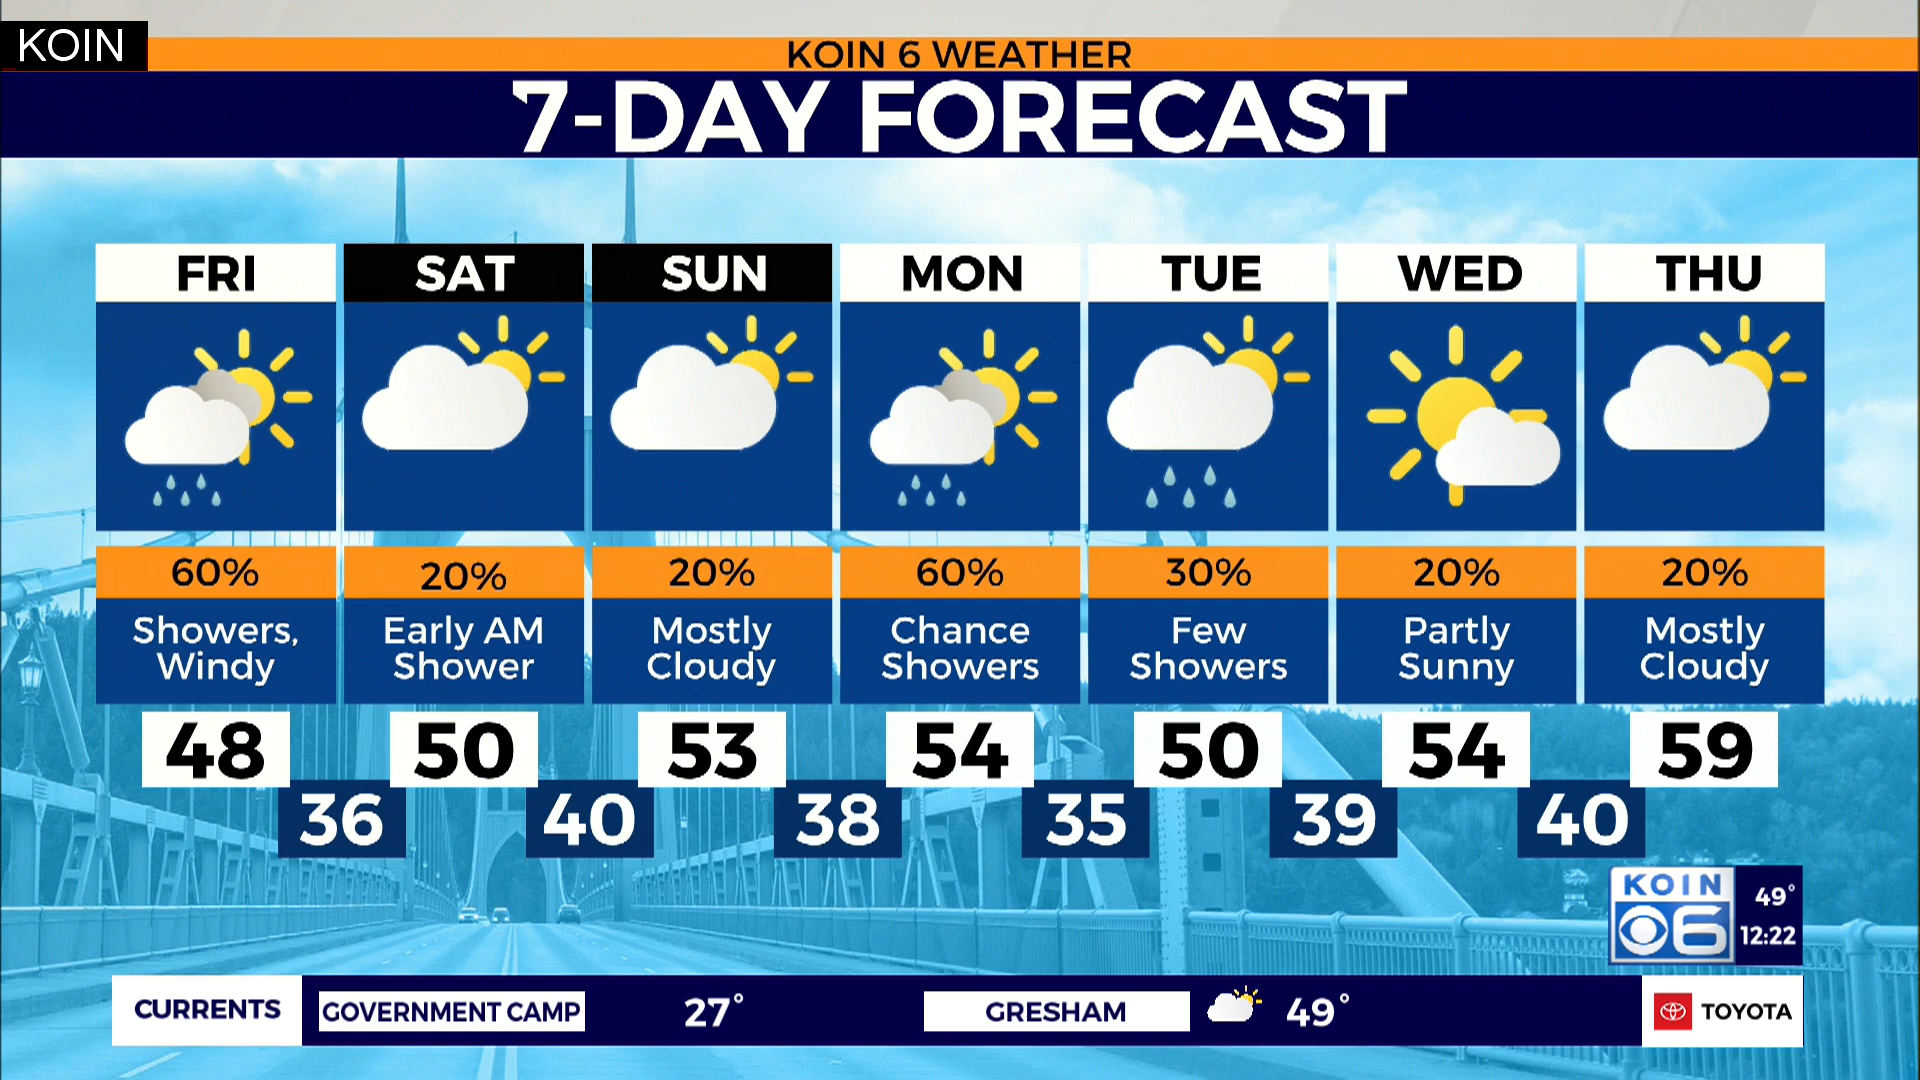 KOIN
KOIN 6 WEATHER
7-DAY FORECAST
FRI SAT SUN MON TUE WED THU
60% 20% 20% 60% 30% 20% 20%
Showers, Early AM Mostly Chance Few Partly Mostly
Windy Shower Cloudy Showers Showers Sunny Cloudy
48 50 53 54 50 54 59
36 40 38 35 39 40
KOIN 49°
6 12:22
CURRENTS GOVERNMENT CAMP 27° GRESHAM 49° TOYOTA